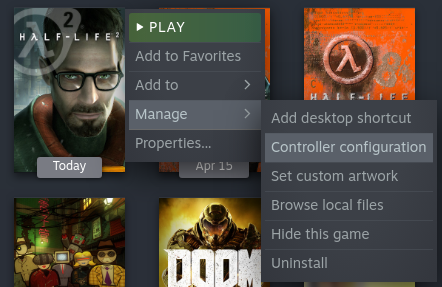 2
HALF-LIFE²
PLAY
Add to Favorites
Add to
Manage
Properties...
Today
Apr 15
HALF-LIFE
Add desktop shortcut
Controller configuration
Set custom artwork
Browse local files
Hide this game
Uninstall
DOOM